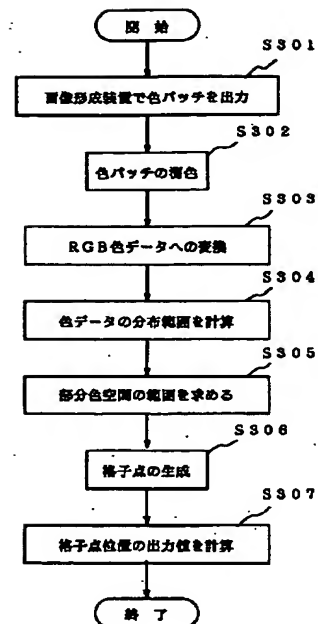 開 始
S301
画像形成装置で色パッチを出力
S302
色パッチの測色
S303
RGB色データへの変換
S304
色データの分布範囲を計算
S305
部分色空間の範囲を求める
S306
格子点の生成
S307
格子点位置の出力値を計算
終 了